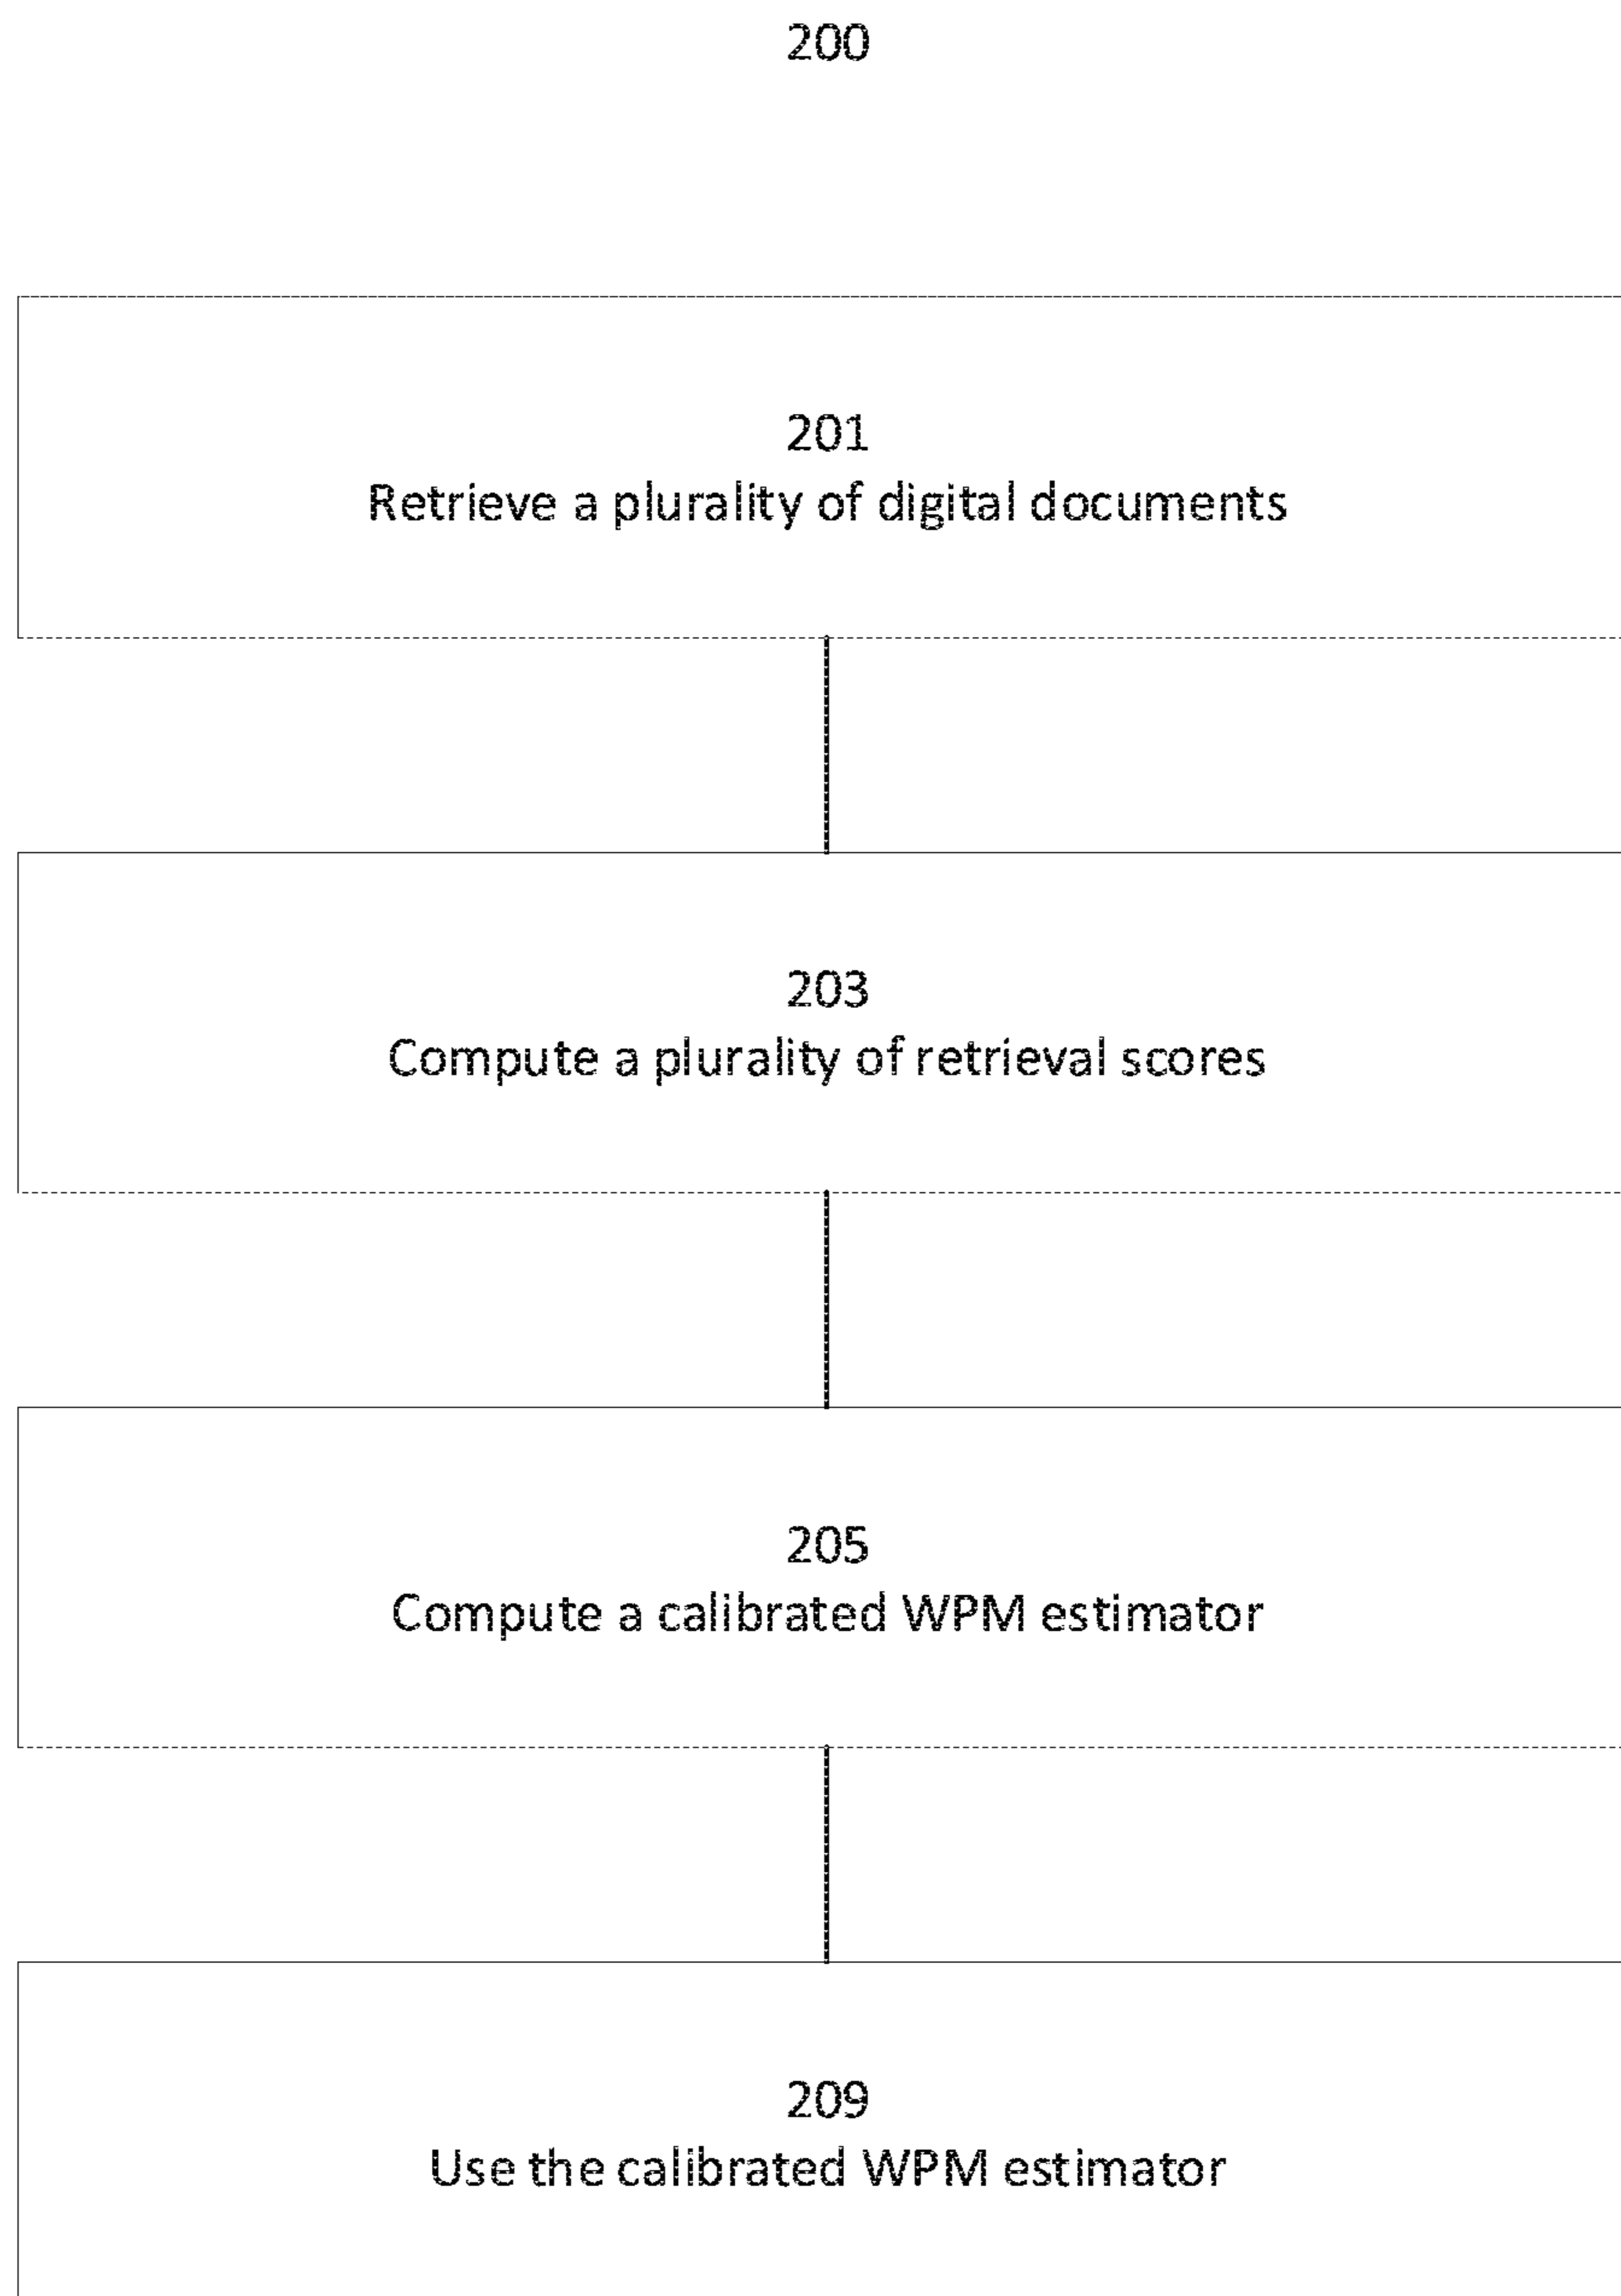 200
201
Retrieve a plurality of digital documents
203
Compute a plurality of retrieval scores
205
Compute a calibrated WPM estimator
209
Use the calibrated WPM estimator